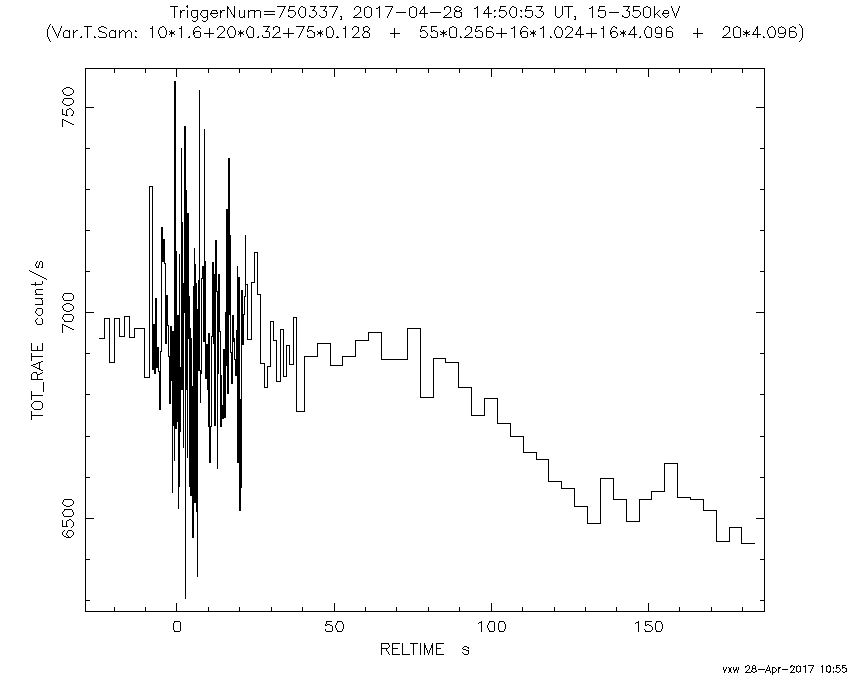 TriggerNum=750337, 2017-04-28 14:50:53 UT, 15-350keV
(Var.T.Sam: 10*1.6+20*0.32+75*0.128 + 55*0.256+16*1.024+16*4.096 + 20*4.096)
7500
7000
6500
TOT_RATE count/s
0 50 100 150
RELTIME s
vxw 28-Apr-2017 10:55